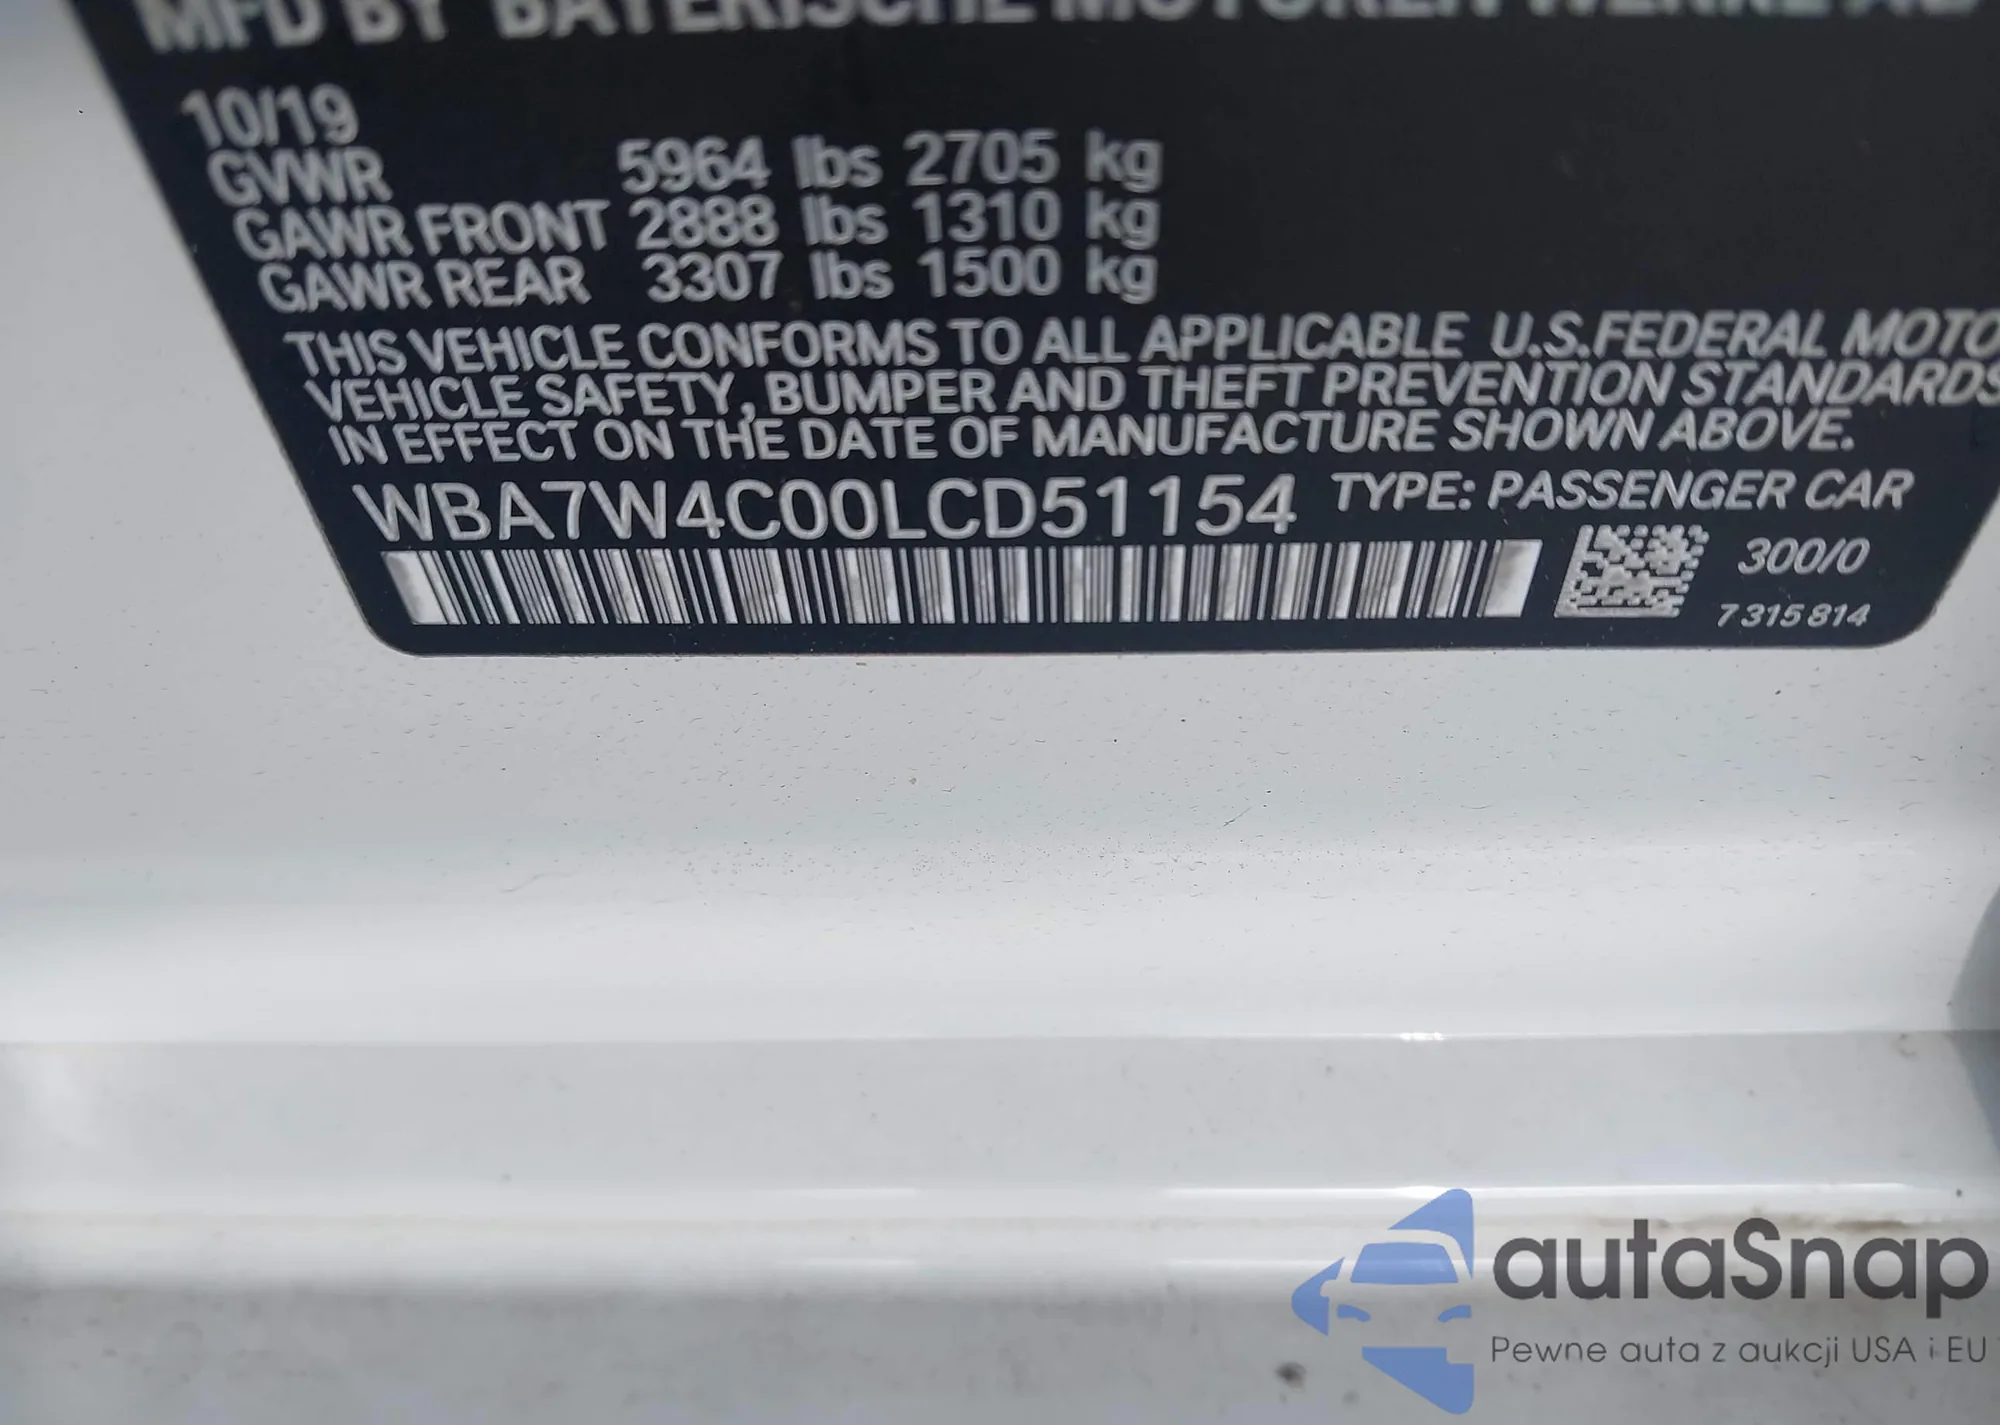 MFD BY BAYERISCHE MOTOREN WERKE AG
10/19
GVWR 5964 lbs 2705 kg
GAWR FRONT 2888 lbs 1310 kg
GAWR REAR 3307 lbs 1500 kg
THIS VEHICLE CONFORMS TO ALL APPLICABLE U.S.FEDERAL MOTO
VEHICLE SAFETY, BUMPER AND THEFT PREVENTION STANDARDS
IN EFFECT ON THE DATE OF MANUFACTURE SHOWN ABOVE.
WBA7W4C00LCD51154 TYPE: PASSENGER CAR
300/0
7315814
autaSnap
Pewne auta z aukcji USA i EU